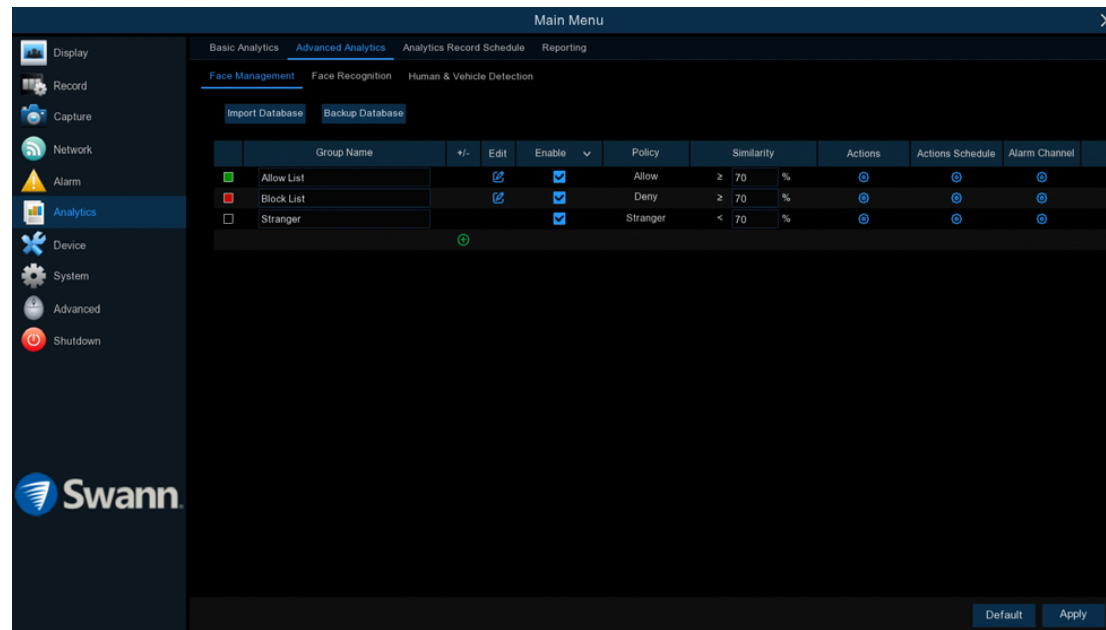 Main Menu
Display
Record
Capture
Network
Alarm
Analytics
Device
System
Advanced
Shutdown
Swann.
Basic Analytics Advanced Analytics Analytics Record Schedule Reporting
Face Management Face Recognition Human & Vehicle Detection
Import Database Backup Database
Group Name +/- Edit Enable Policy Similarity Actions Actions Schedule Alarm Channel
Allow List Allow ≥ 70 %
Block List Deny ≥ 70 %
Stranger Stranger < 70 %
Default Apply